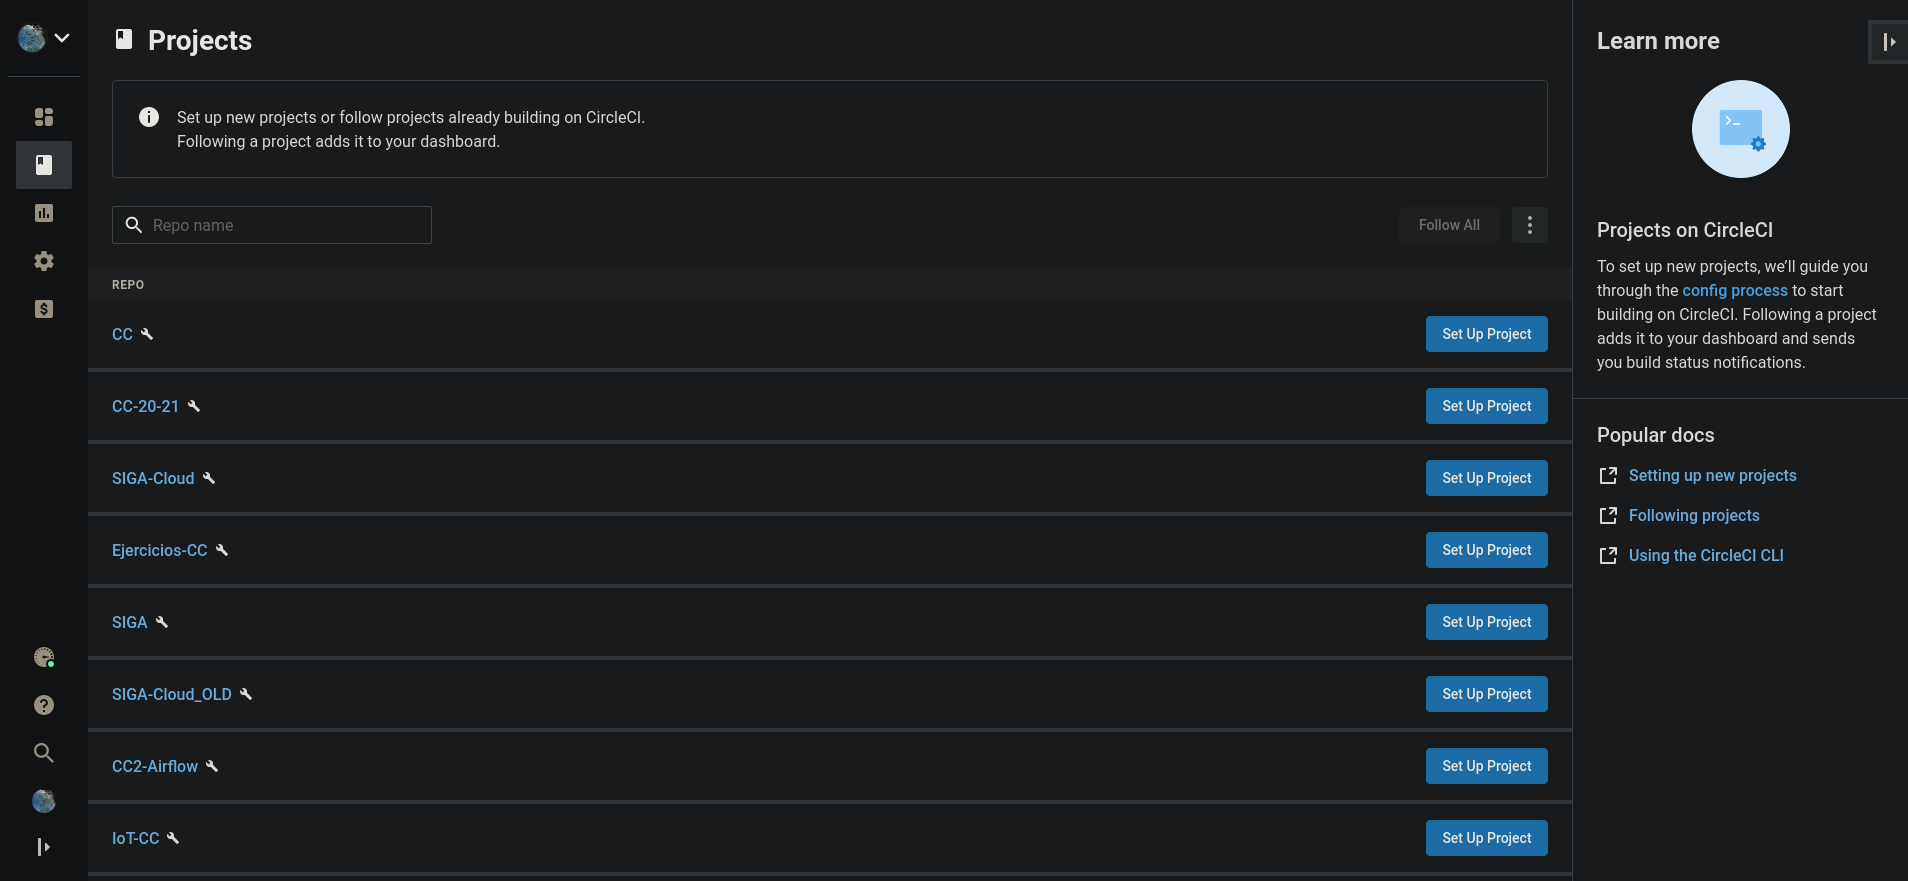 Projects
Set up new projects or follow projects already building on CircleCI.
Following a project adds it to your dashboard.
Repo name
Follow All
REPO
CC
Set Up Project
CC-20-21
Set Up Project
SIGA-Cloud
Set Up Project
Ejercicios-CC
Set Up Project
SIGA
Set Up Project
SIGA-Cloud_OLD
Set Up Project
CC2-Airflow
Set Up Project
IoT-CC
Set Up Project
Learn more
>_
Projects on CircleCI
To set up new projects, we’ll guide you
through the config process to start
building on CircleCI. Following a project
adds it to your dashboard and sends
you build status notifications.
Popular docs
Setting up new projects
Following projects
Using the CircleCI CLI